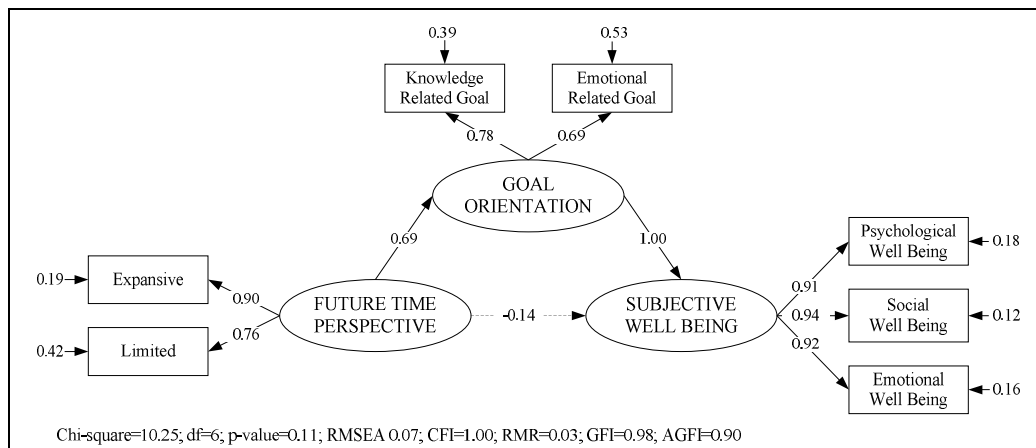 0.39
0.53
Knowledge
Related Goal
Emotional
Related Goal
0.78
0.69
GOAL
ORIENTATION
0.69
1.00
0.19
Expansive
0.90
0.42
Limited
0.76
FUTURE TIME
PERSPECTIVE
-0.14
SUBJECTIVE
WELL BEING
0.91
0.94
0.92
Psychological
Well Being
0.18
Social
Well Being
0.12
Emotional
Well Being
0.16
Chi-square=10.25; df=6; p-value=0.11; RMSEA 0.07; CFI=1.00; RMR=0.03; GFI=0.98; AGFI=0.90